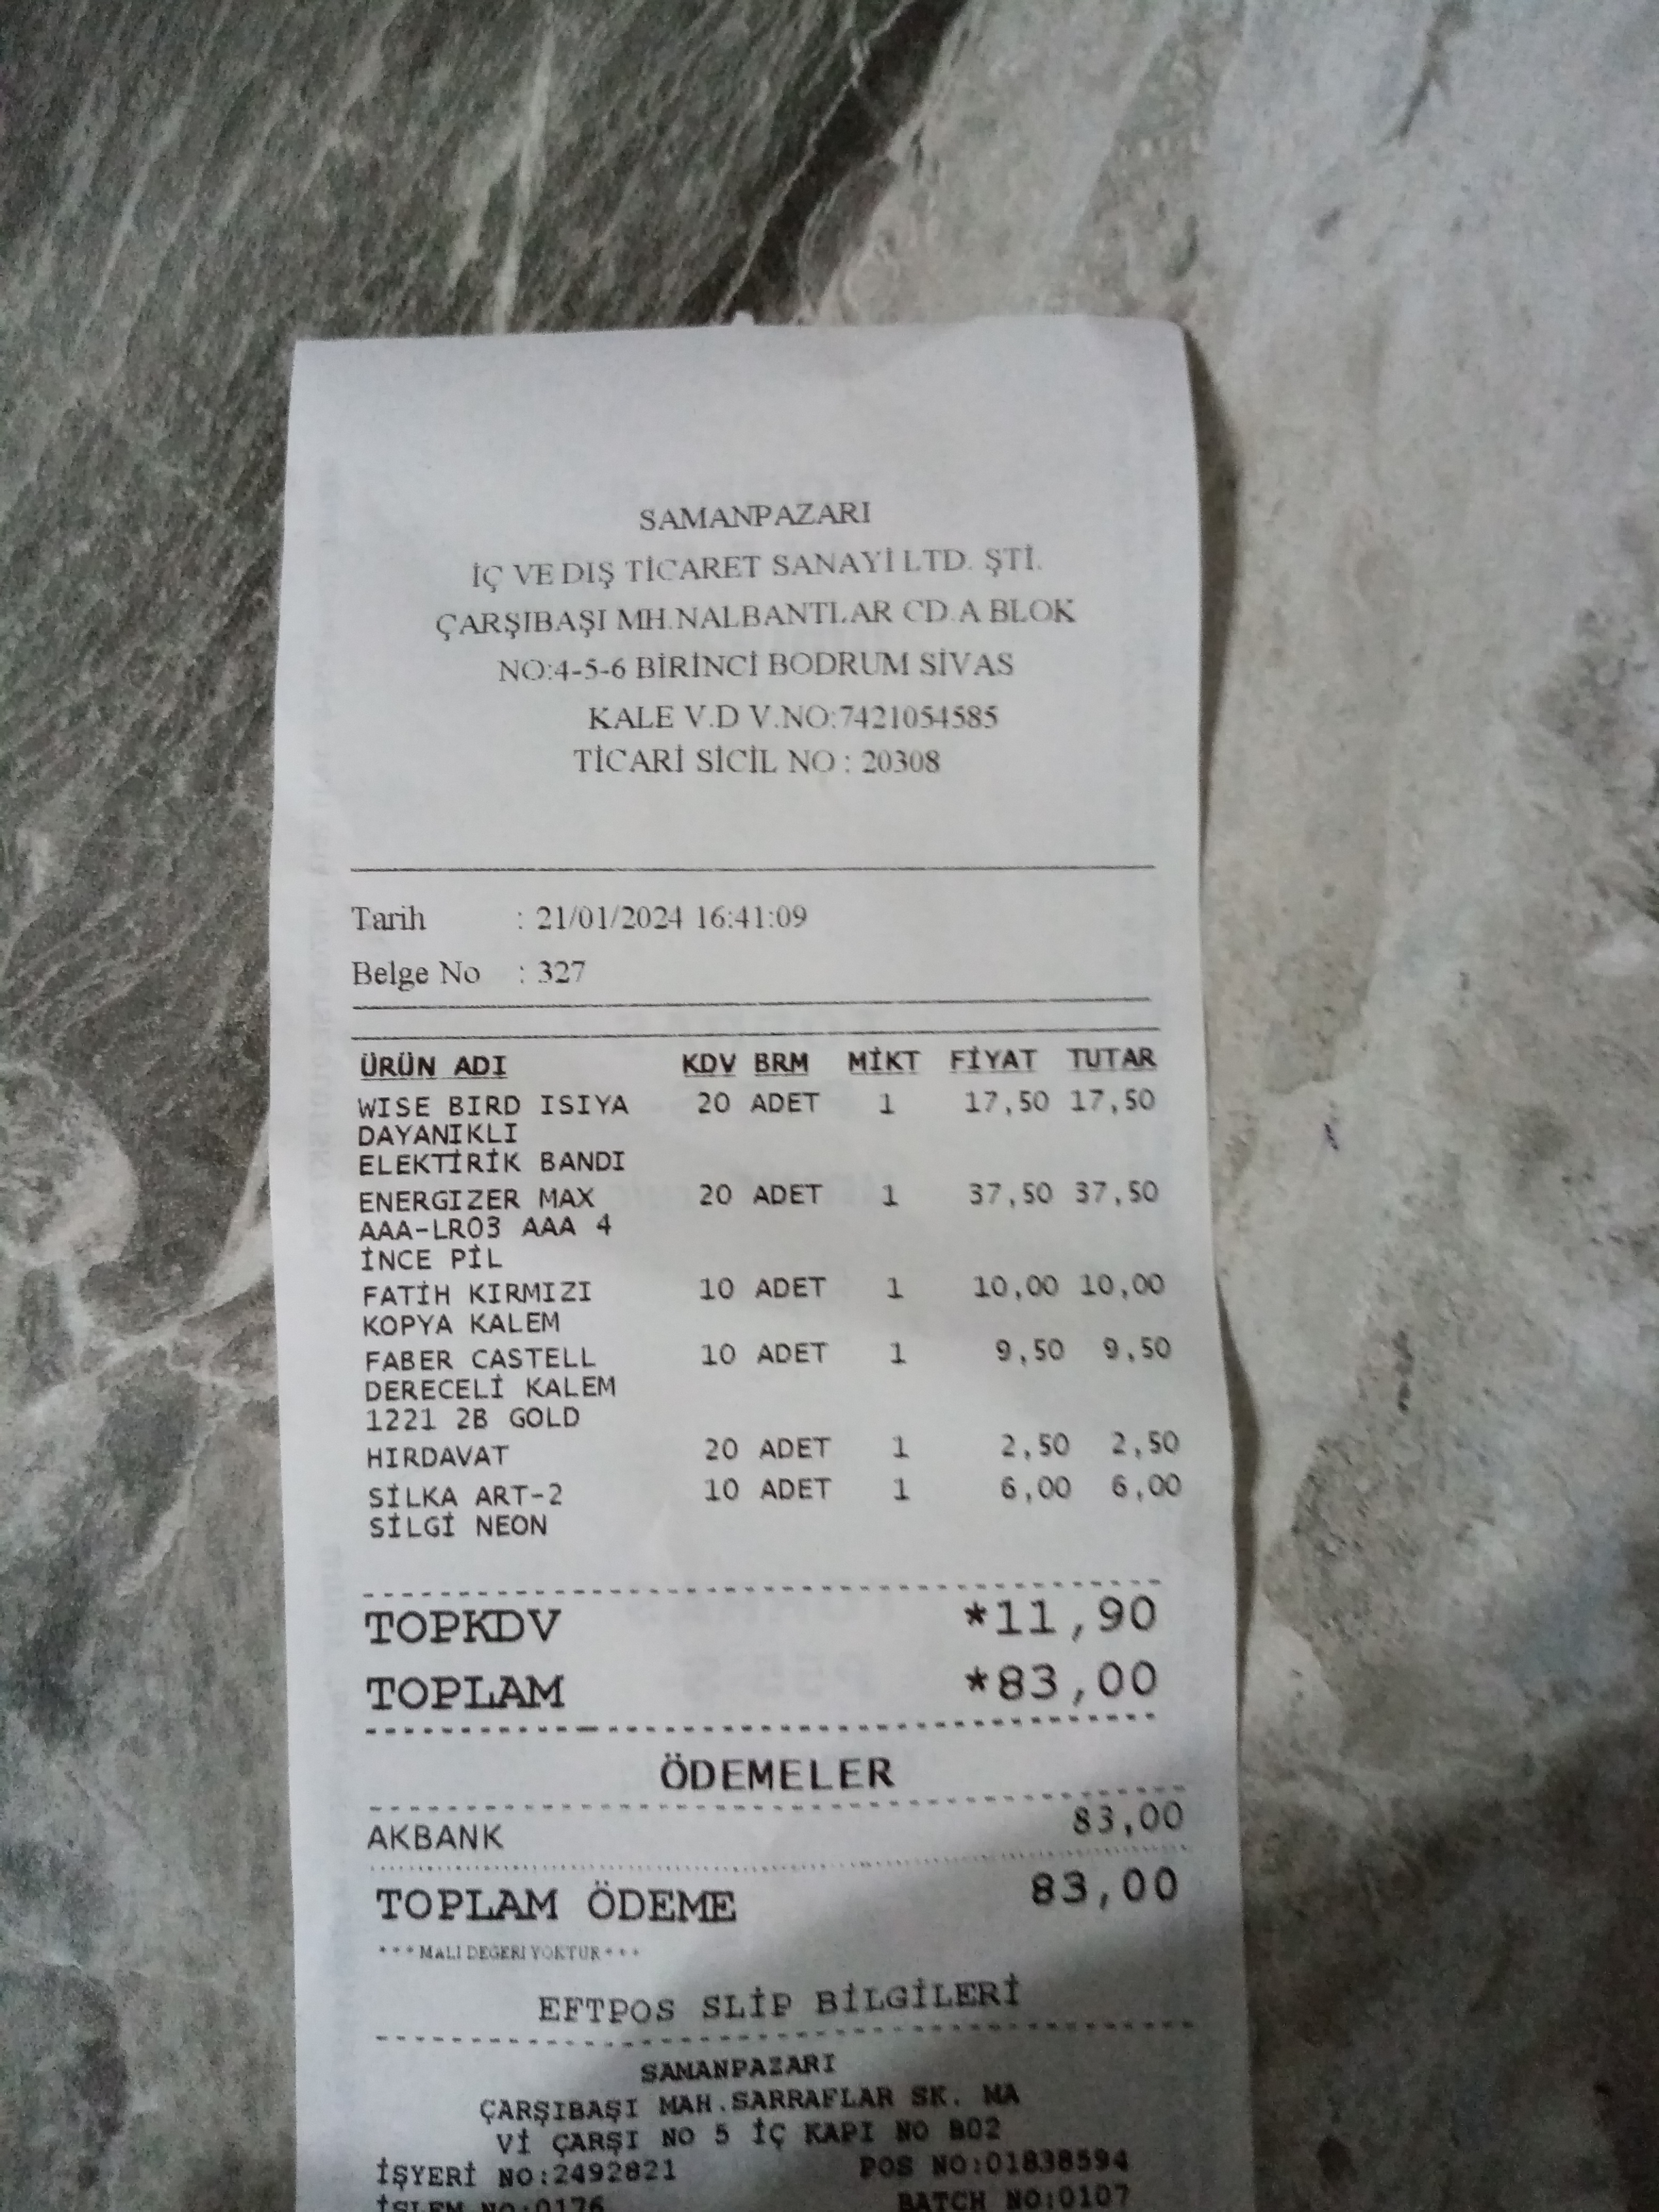 SAMANPAZARI
İÇ VE DIŞ TİCARET SANAYİ LTD. ŞTİ.
ÇARŞIBAŞI MH.NALBANTLAR CD.A BLOK
NO:4-5-6 BİRİNCİ BODRUM SİVAS
KALE V.D V.NO:7421054585
TİCARİ SİCİL NO : 20308
Tarih : 21/01/2024 16:41:09
Belge No : 327
ÜRÜN ADI KDV BRM MİKT FİYAT TUTAR
WISE BIRD ISIYA 20 ADET 1 17,50 17,50
DAYANIKLI
ELEKTİRİK BANDI
ENERGIZER MAX 20 ADET 1 37,50 37,50
AAA-LR03 AAA 4
İNCE PİL
FATİH KIRMIZI 10 ADET 1 10,00 10,00
KOPYA KALEM
FABER CASTELL 10 ADET 1 9,50 9,50
DERECELİ KALEM
1221 2B GOLD
HIRDAVAT 20 ADET 1 2,50 2,50
SİLKA ART-2 10 ADET 1 6,00 6,00
SİLGİ NEON
TOPKDV *11,90
TOPLAM *83,00
ÖDEMELER
AKBANK 83,00
TOPLAM ÖDEME 83,00
***MALI DEGERI YOKTUR***
EFTPOS SLİP BİLGİLERİ
SAMANPAZARI
ÇARŞIBAŞI MAH.SARRAFLAR SK. MA
Vİ ÇARŞI NO 5 İÇ KAPI NO B02
İŞYERİ NO:2492821 POS NO:01838594
İŞLEM NO:0176 BATCH NO:0107